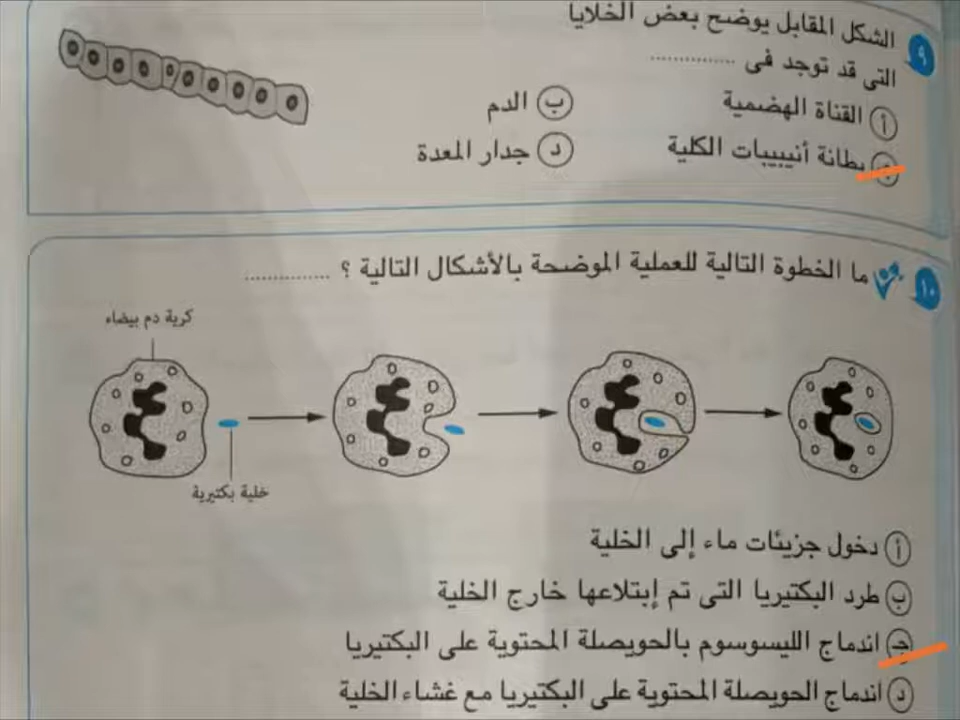 ٩ الشكل المقابل يوضح بعض الخلايا
التى قد توجد فى ..............
أ القناة الهضمية
ب الدم
ج بطانة أنيبيبات الكلية
د جدار المعدة
١٠ ما الخطوة التالية للعملية الموضحة بالأشكال التالية ؟ ..............
كرية دم بيضاء
خلية بكتيرية
أ دخول جزيئات ماء إلى الخلية
ب طرد البكتيريا التى تم إبتلاعها خارج الخلية
ج اندماج الليسوسوم بالحويصلة المحتوية على البكتيريا
د اندماج الحويصلة المحتوية على البكتيريا مع غشاء الخلية